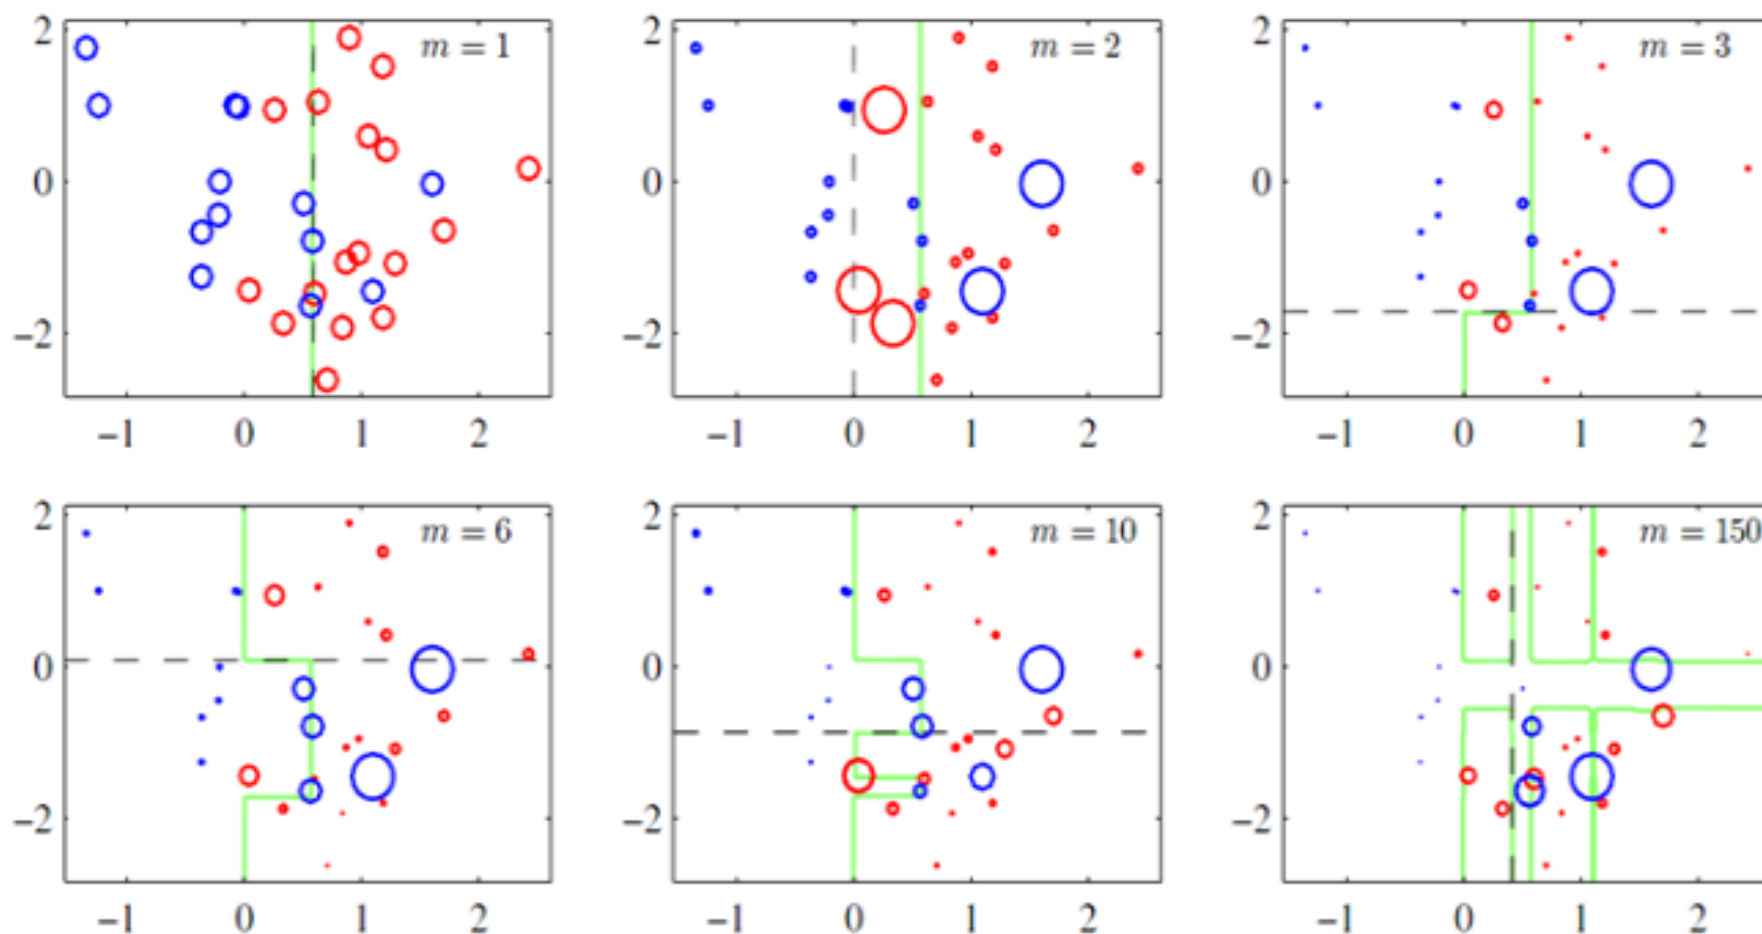 2 m = 1 2 m = 2 2 m = 3
0 0 0
−2 −2 −2
−1 0 1 2 −1 0 1 2 −1 0 1 2
2 m = 6 2 m = 10 2 m = 150
0 0 0
−2 −2 −2
−1 0 1 2 −1 0 1 2 −1 0 1 2